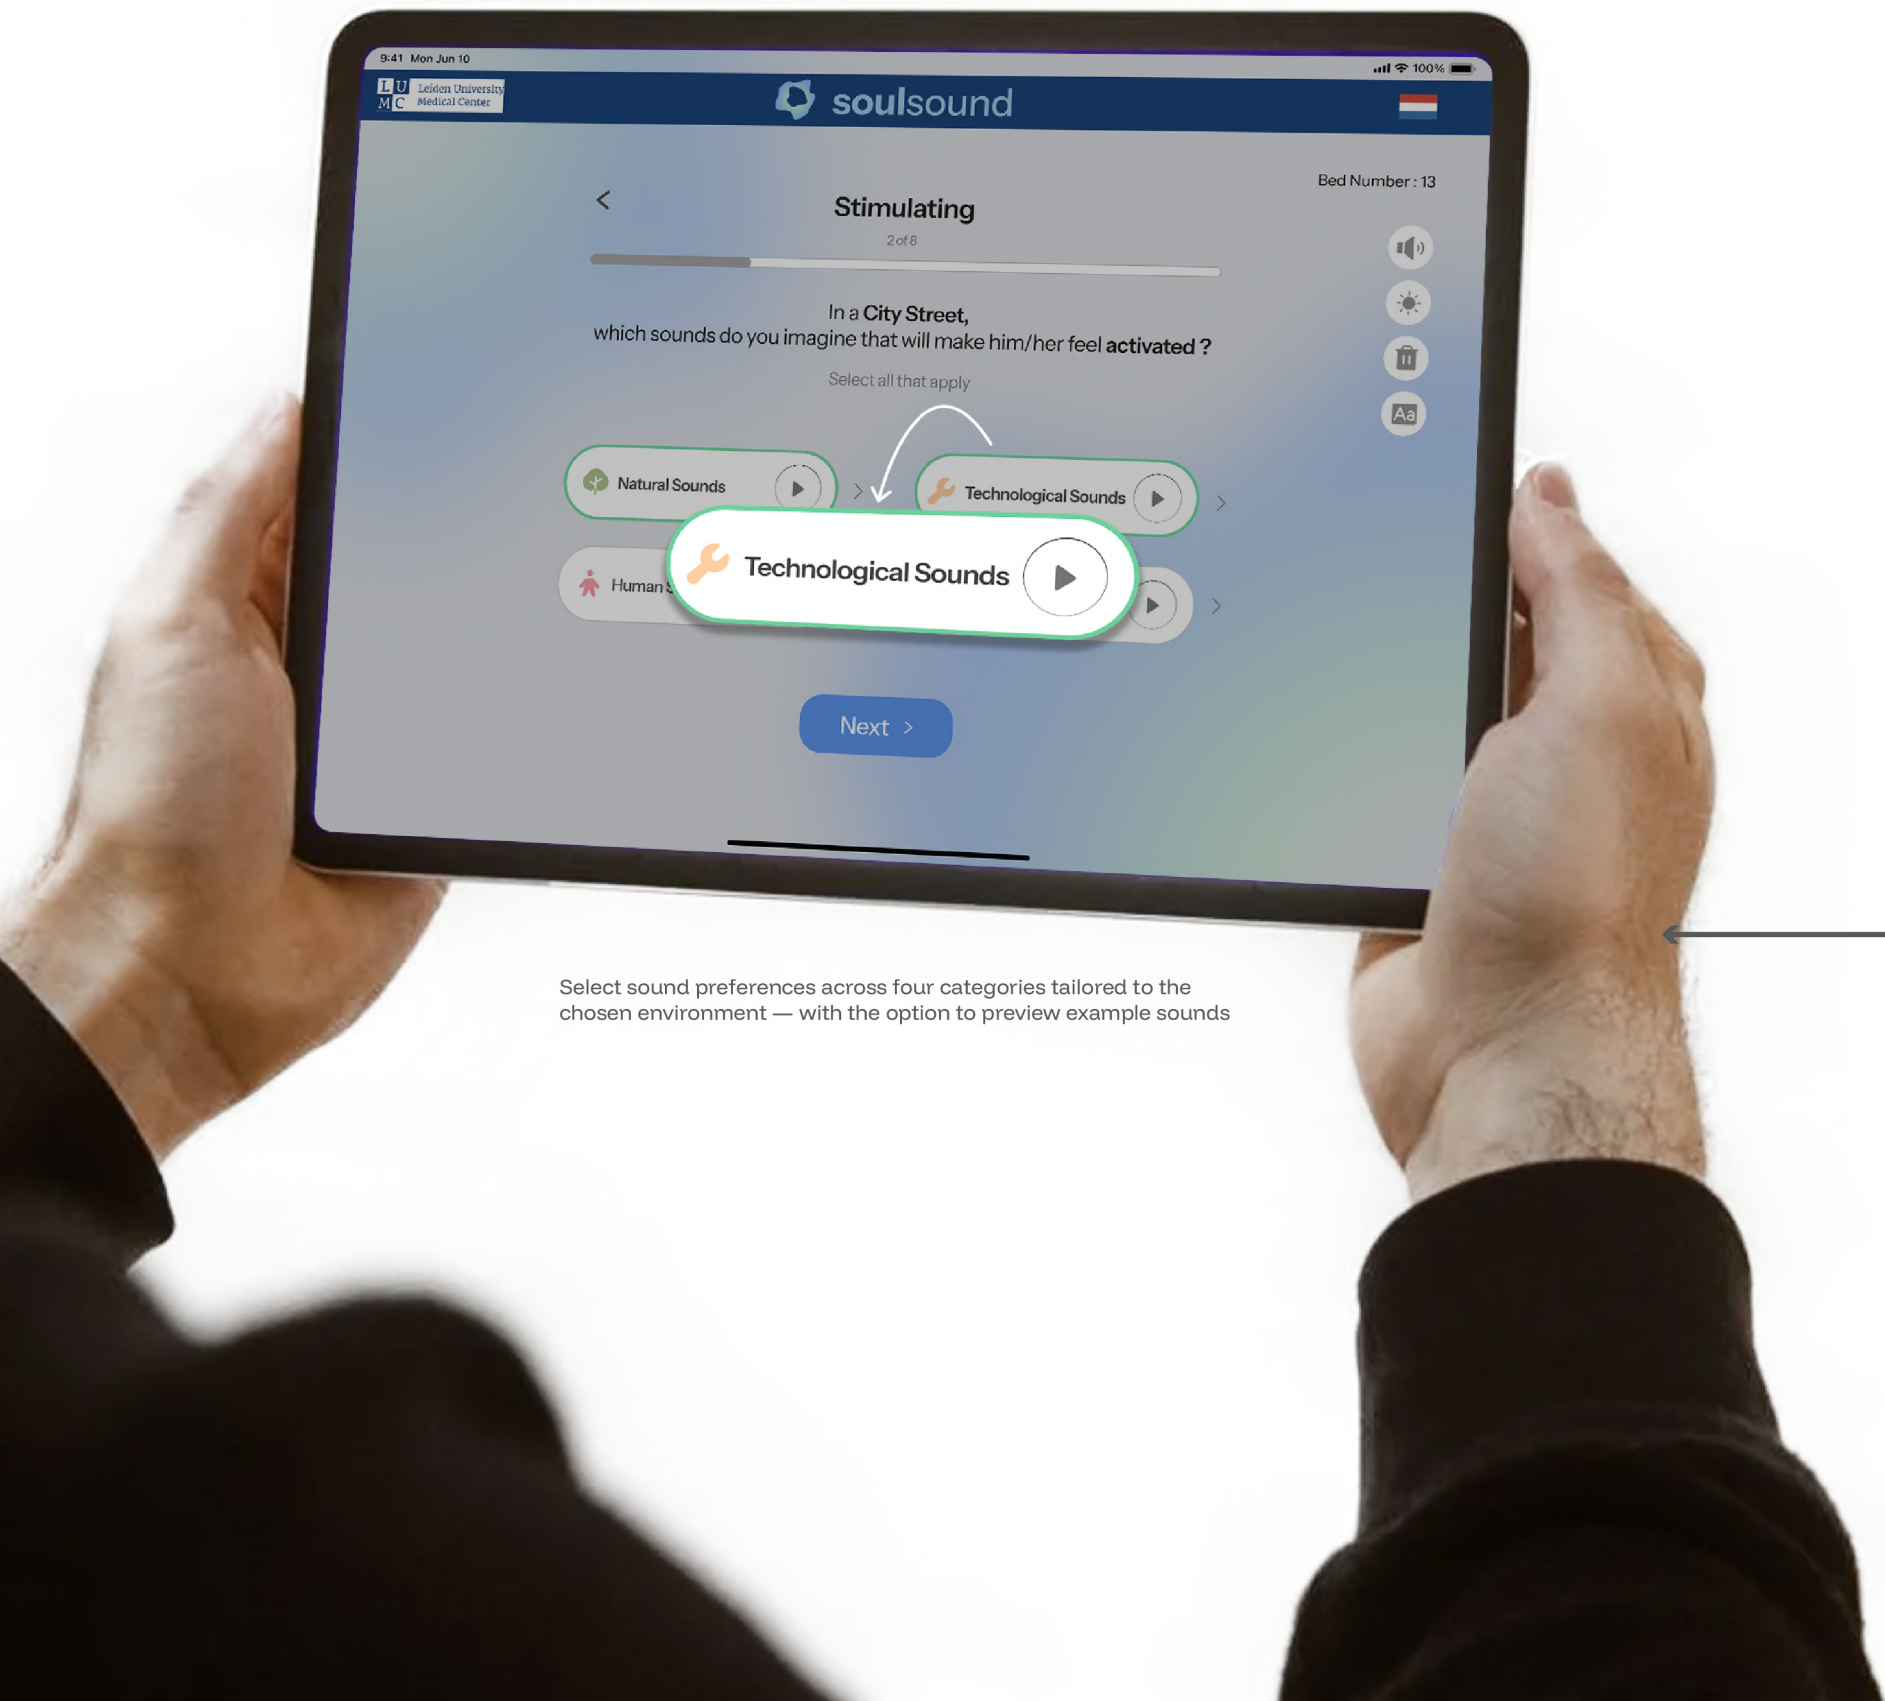 9:41 Mon Jun 10
100%
LUMC Leiden University
Medical Center
soulsound
Bed Number : 13
Stimulating
2 of 8
In a City Street,
which sounds do you imagine that will make him/her feel activated ?
Select all that apply
Aa
Natural Sounds
Technological Sounds
Technological Sounds
Human
Next
Select sound preferences across four categories tailored to the
chosen environment — with the option to preview example sounds